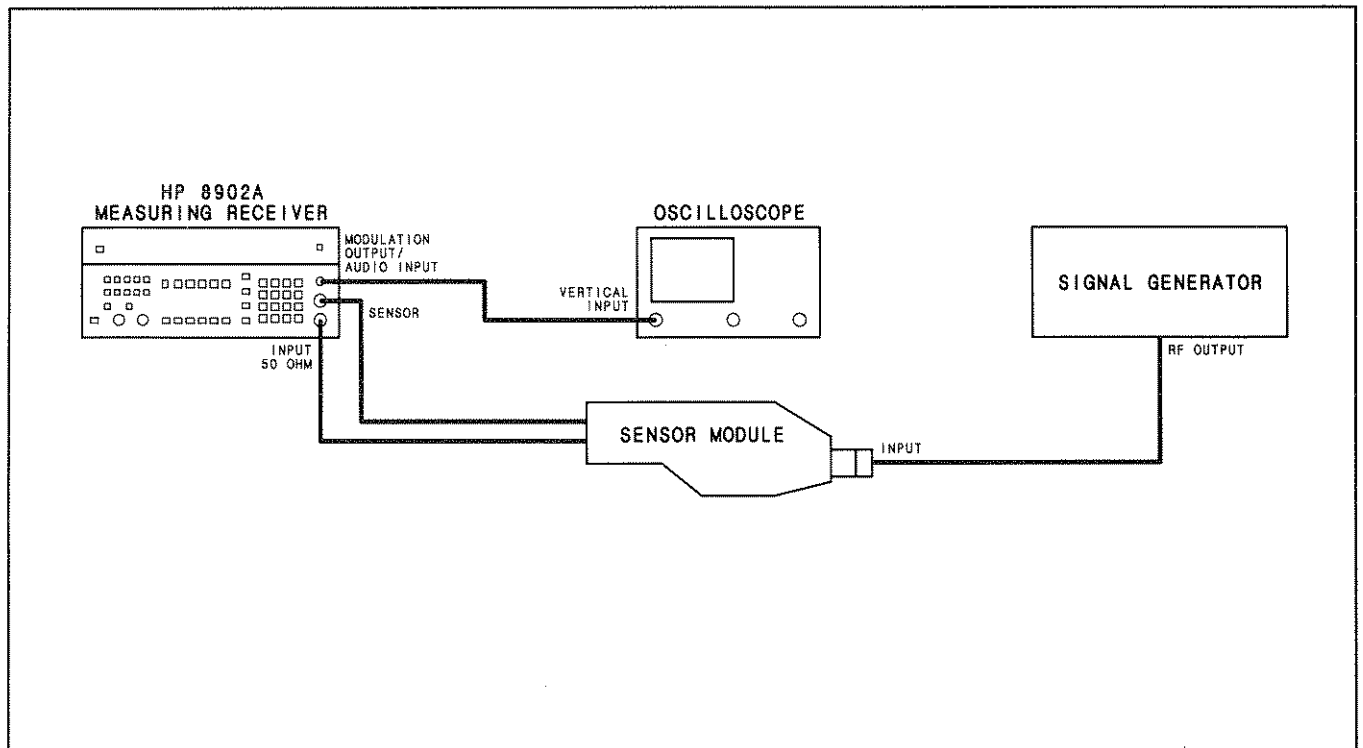 HP 8902A
MEASURING RECEIVER
MODULATION
OUTPUT/
AUDIO INPUT
SENSOR
INPUT
50 OHM
OSCILLOSCOPE
VERTICAL
INPUT
SIGNAL GENERATOR
RF OUTPUT
SENSOR MODULE
INPUT